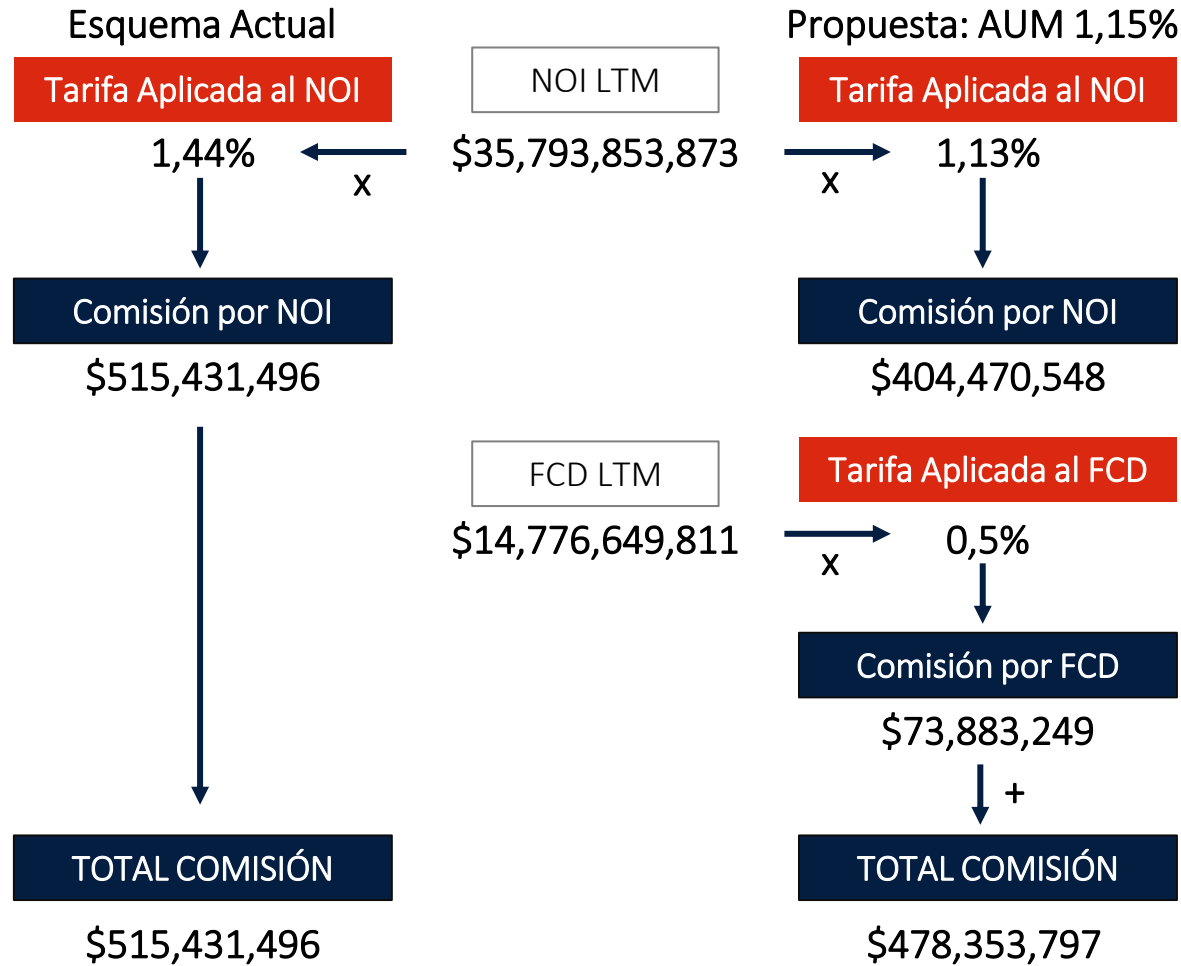 Esquema Actual
Propuesta: AUM 1,15%
Tarifa Aplicada al NOI
NOI LTM
Tarifa Aplicada al NOI
1,44%
x
$35,793,853,873
x
1,13%
Comisión por NOI
$515,431,496
Comisión por NOI
$404,470,548
FCD LTM
$14,776,649,811
x
Tarifa Aplicada al FCD
0,5%
Comisión por FCD
$73,883,249
+
TOTAL COMISIÓN
$515,431,496
TOTAL COMISIÓN
$478,353,797